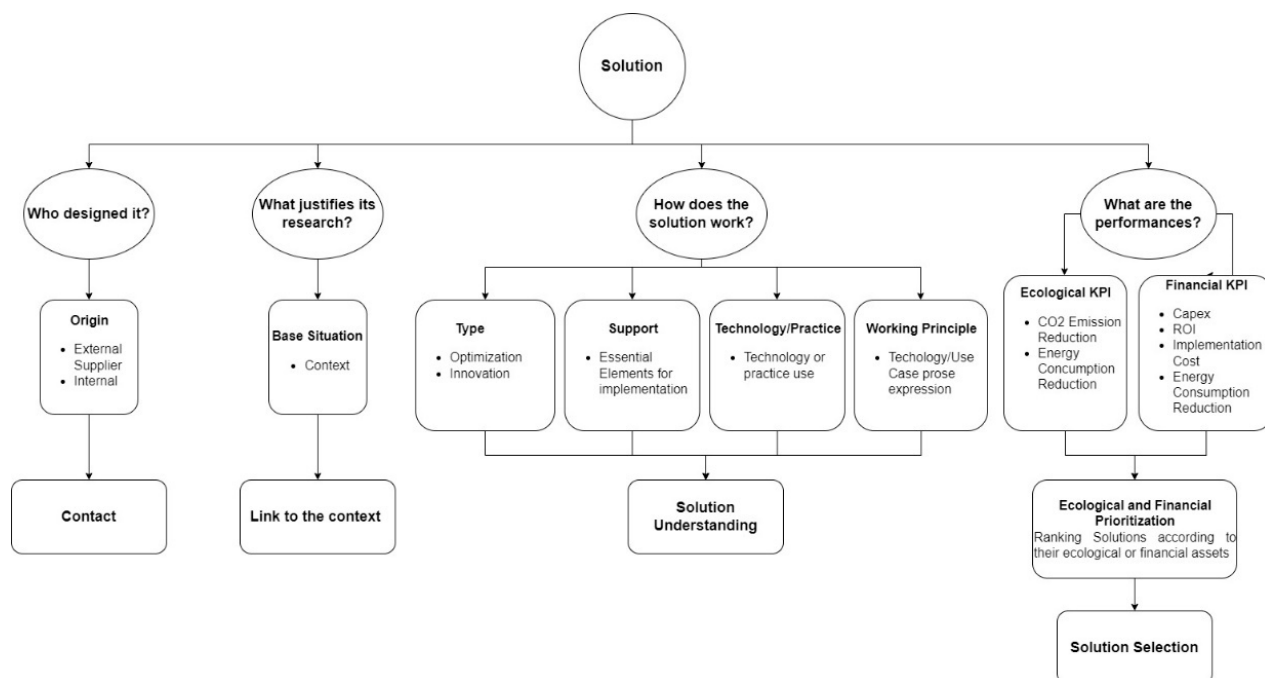 Solution
Who designed it?
What justifies its
research?
How does the
solution work?
What are the
performances?
Origin
• External
Supplier
• Internal
Base Situation
• Context
Type
• Optimization
• Innovation
Support
• Essential
Elements for
implementation
Technology/Practice
• Technology or
practice use
Working Principle
• Techology/Use
Case prose
expression
Ecological KPI
• CO2 Emission
Reduction
• Energy
Concumption
Reduction
Financial KPI
• Capex
• ROI
• Implementation
Cost
• Energy
Consumption
Reduction
Contact
Link to the context
Solution
Understanding
Ecological and Financial
Prioritization
Ranking Solutions according to
their ecological or financial assets
Solution Selection